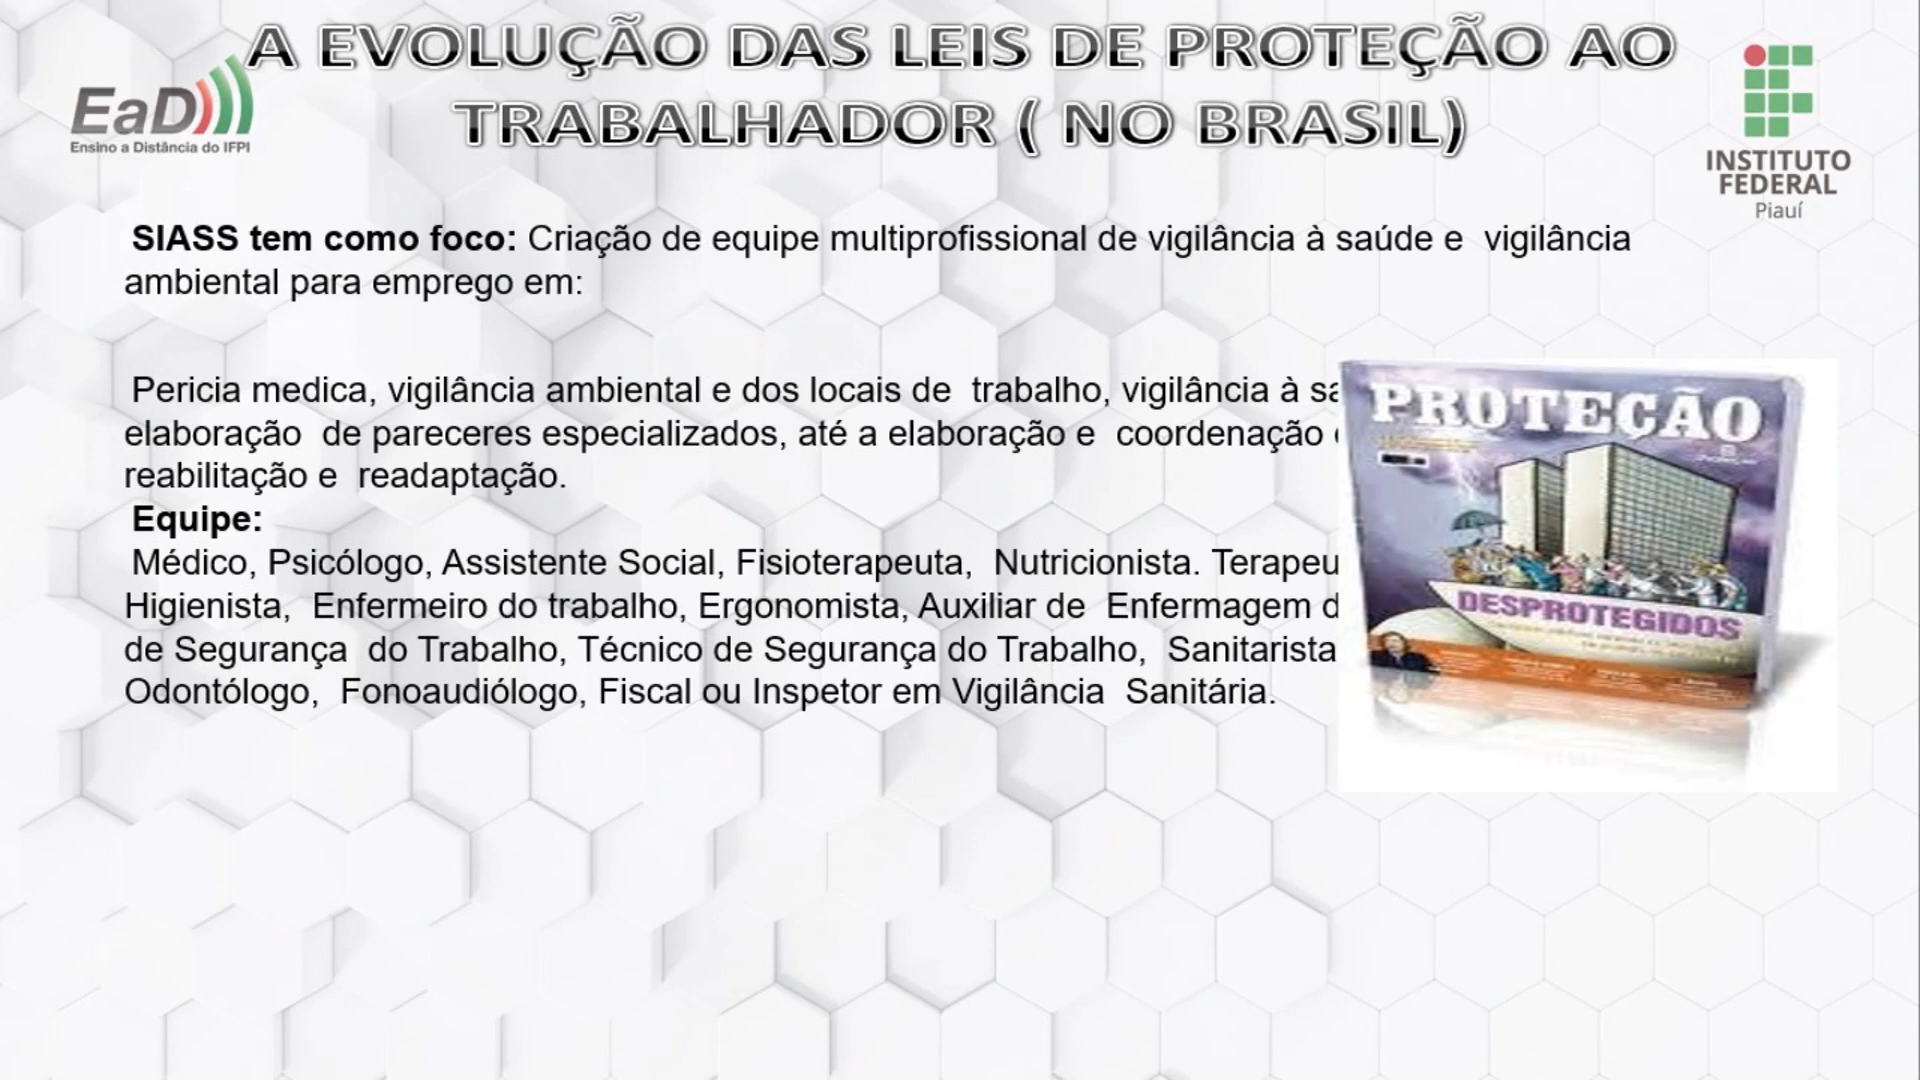 A EVOLUÇÃO DAS LEIS DE PROTEÇÃO AO
TRABALHADOR ( NO BRASIL)
EaD
Ensino a Distância do IFPI
INSTITUTO
FEDERAL
Piauí
SIASS tem como foco: Criação de equipe multiprofissional de vigilância à saúde e vigilância
ambiental para emprego em:
Pericia medica, vigilância ambiental e dos locais de trabalho, vigilância à
elaboração de pareceres especializados, até a elaboração e coordenação
reabilitação e readaptação.
Equipe:
Médico, Psicólogo, Assistente Social, Fisioterapeuta, Nutricionista.
Higienista, Enfermeiro do trabalho, Ergonomista, Auxiliar de Enfermagem
de Segurança do Trabalho, Técnico de Segurança do Trabalho, Sanitarista
Odontólogo, Fonoaudiólogo, Fiscal ou Inspetor em Vigilância Sanitária.
PROTEÇÃO
DESPROTEGIDOS